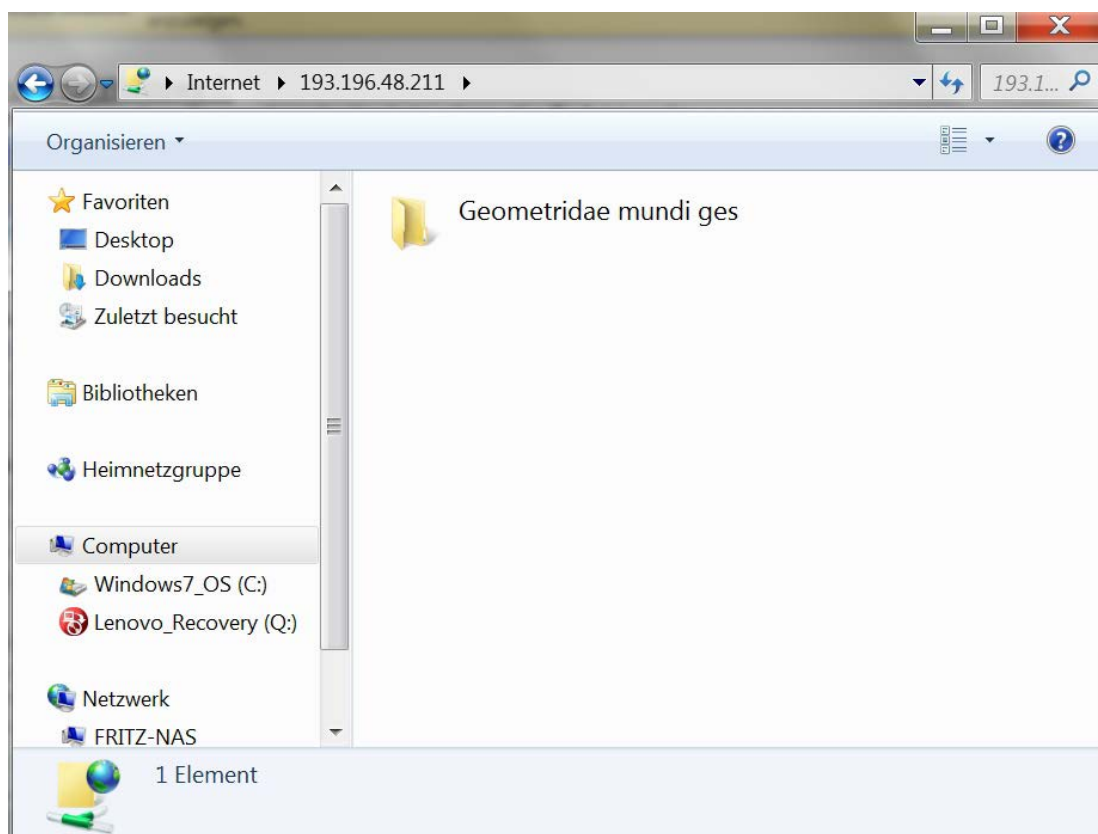 anzeigen
Internet 193.196.48.211
193.1...
Organisieren
Favoriten
Desktop
Downloads
Zuletzt besucht
Bibliotheken
Heimnetzgruppe
Computer
Windows7_OS (C:)
Lenovo_Recovery (Q:)
Netzwerk
FRITZ-NAS
Geometridae mundi ges
1 Element